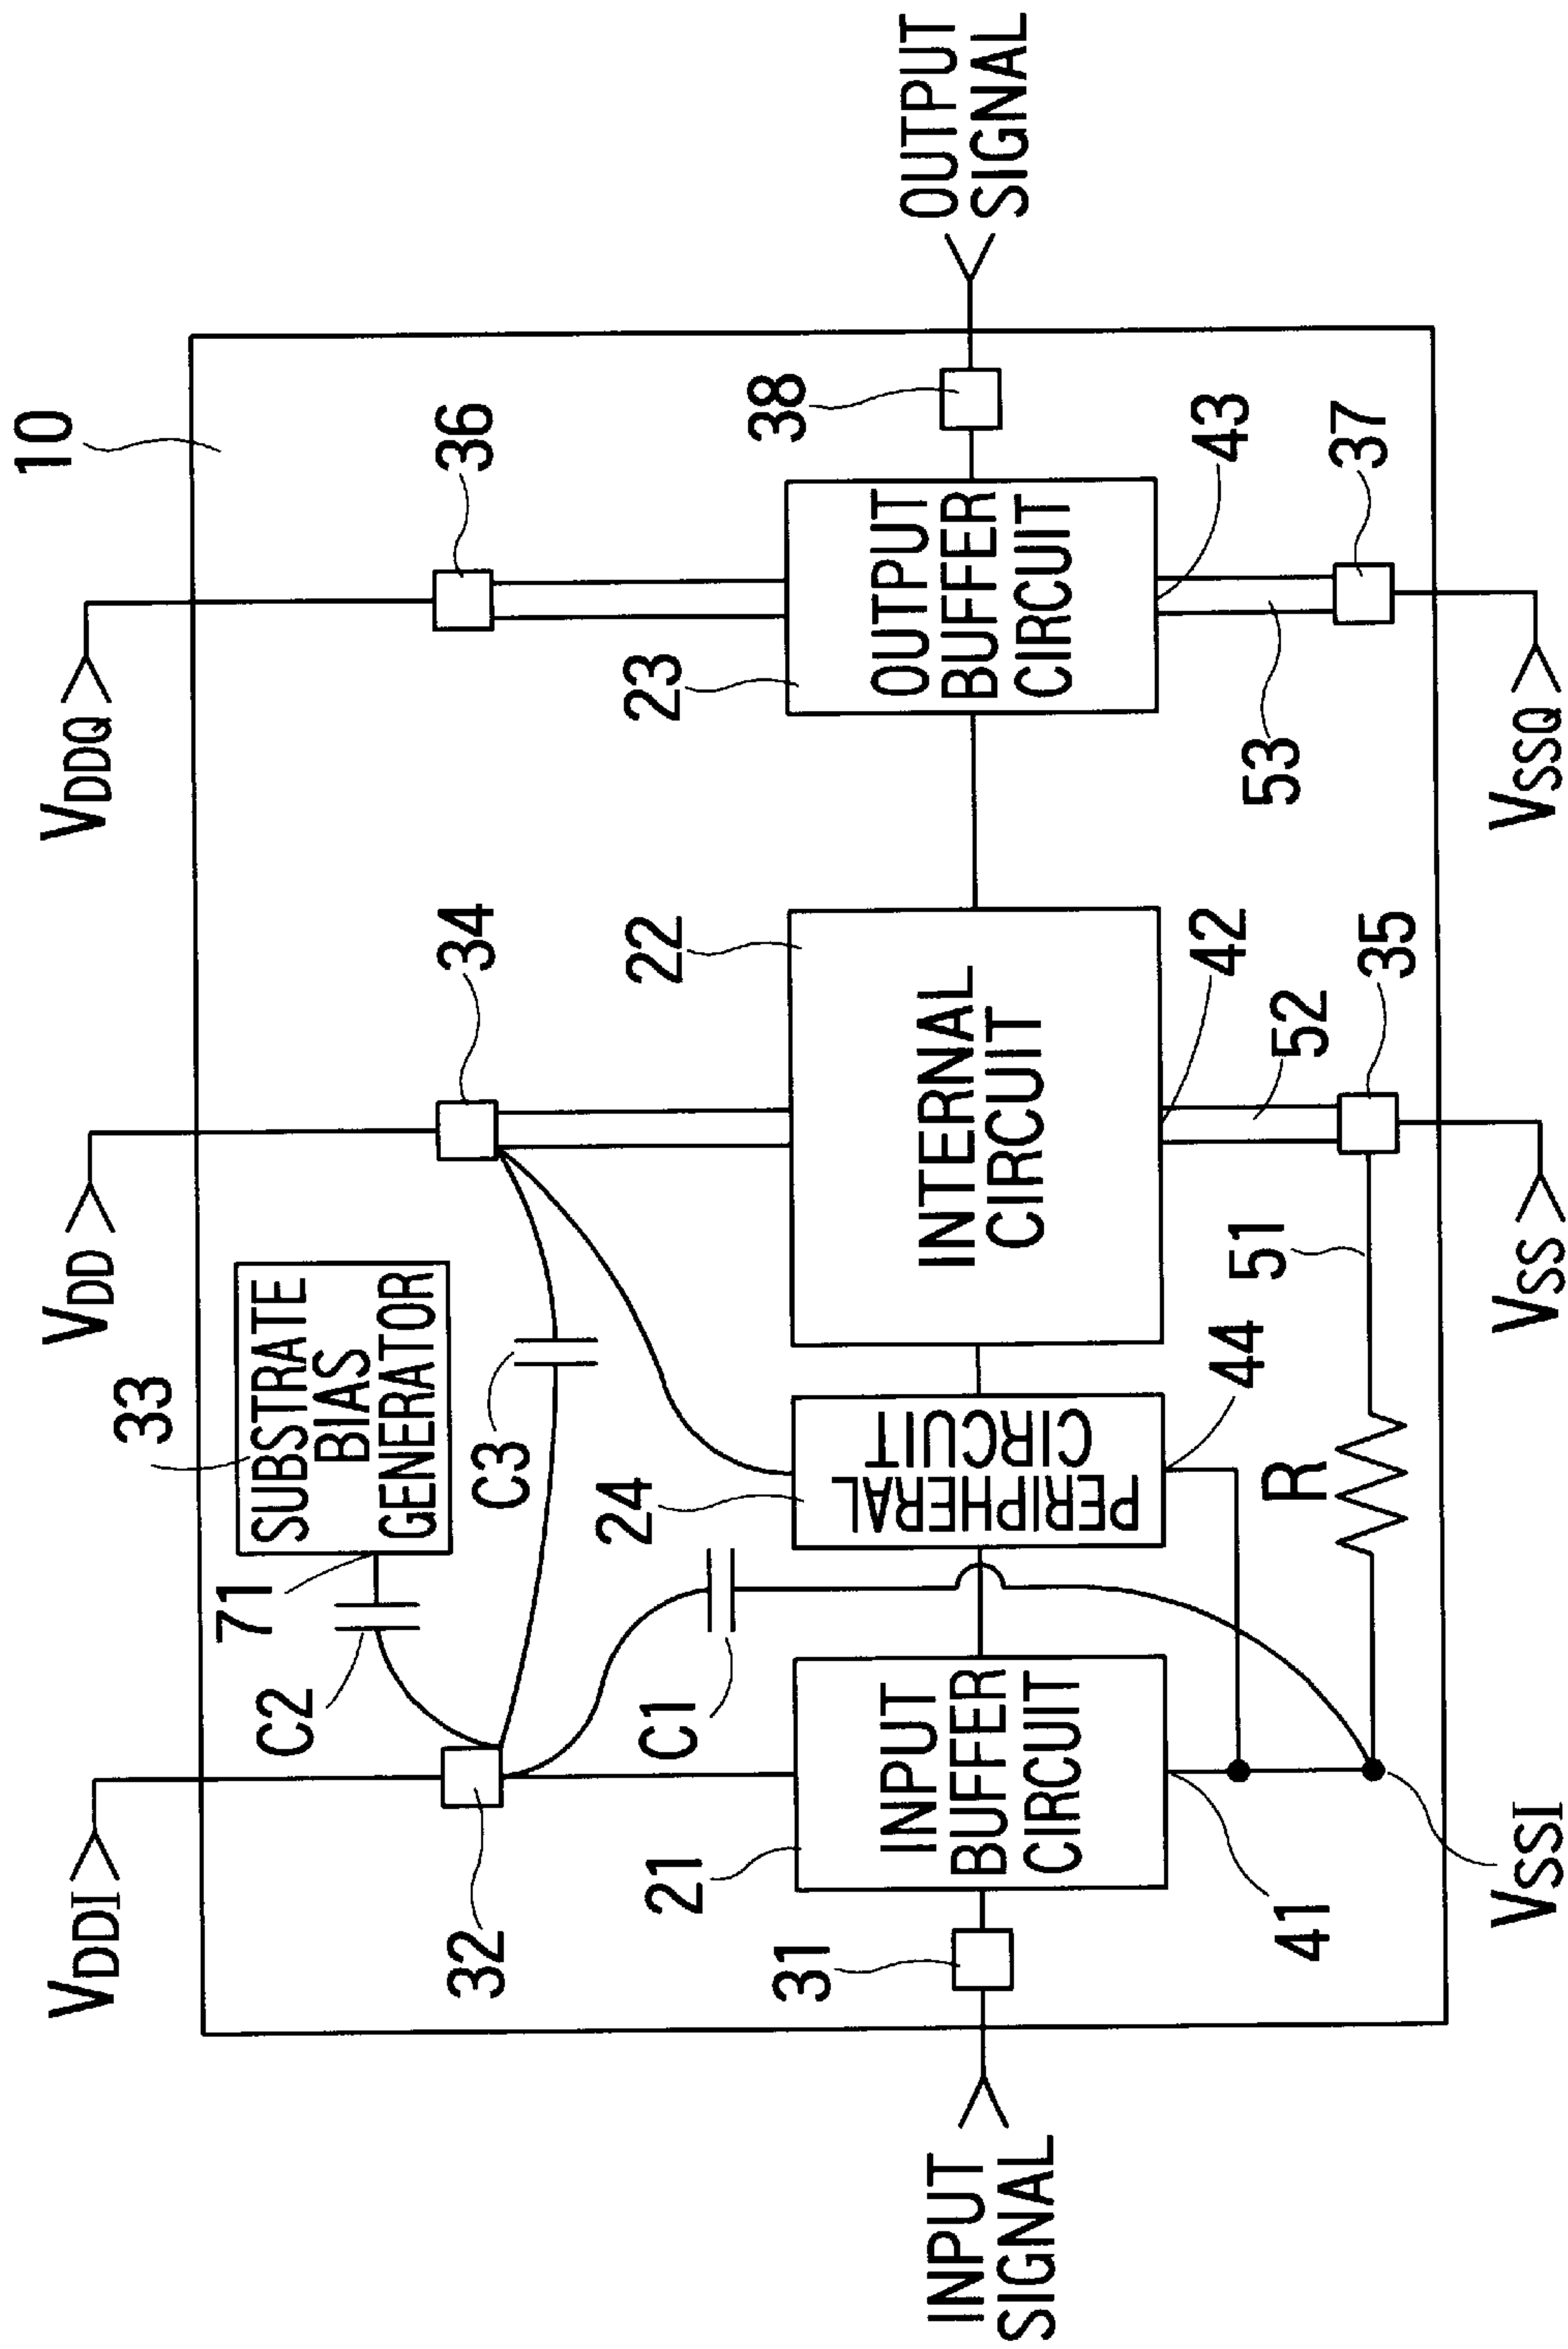 10
VDDI
VDD
VDDQ
33
SUBSTRATE
BIAS
GENERATOR
71
C2
32
C3
34
36
C1
24
21
22
23
38
31
INPUT
SIGNAL
INPUT
BUFFER
CIRCUIT
PERIPHERAL
CIRCUIT
INTERNAL
CIRCUIT
OUTPUT
BUFFER
CIRCUIT
OUTPUT
SIGNAL
41
44
42
43
R
51
52
53
35
37
VSSI
VSS
VSSQ